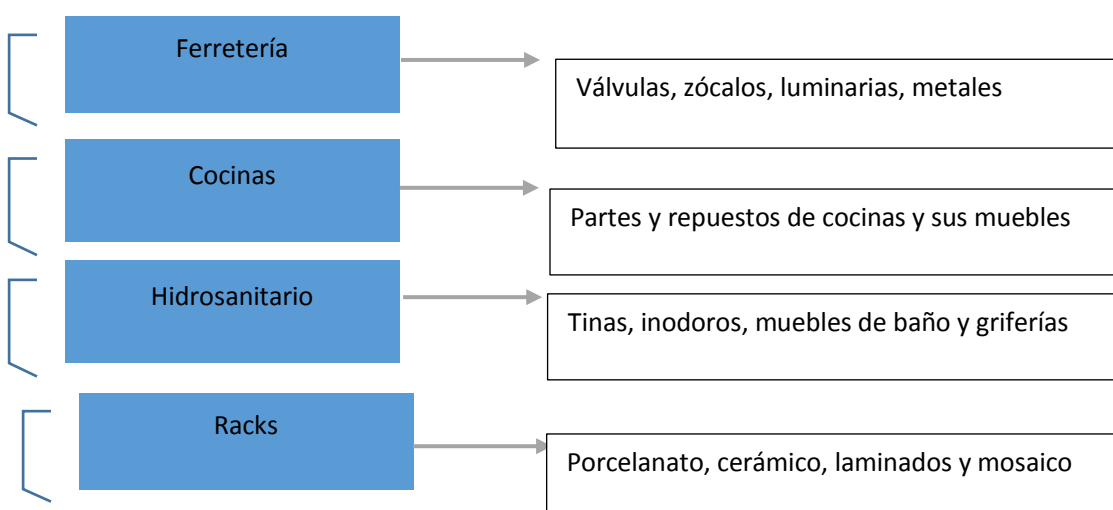 Ferretería
Válvulas, zócalos, luminarias, metales
Cocinas
Partes y repuestos de cocinas y sus muebles
Hidrosanitario
Tinas, inodoros, muebles de baño y griferías
Racks
Porcelanato, cerámico, laminados y mosaico